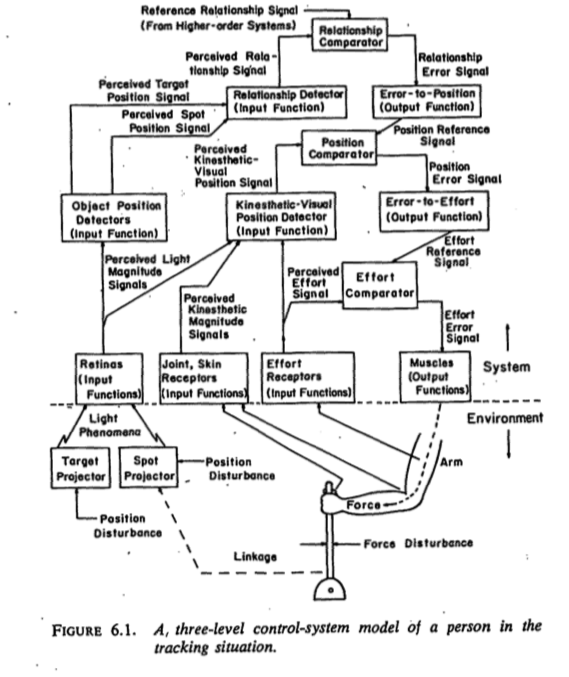 Reference Relationship Signal
(From Higher-order Systems)
Relationship
Comparator
Perceived Rela-
tionship Signal
Relationship
Error Signal
Perceived Target
Position Signal
Relationship Detector
(Input Function)
Error-to-Position
(Output Function)
Perceived Spot
Position Signal
Position Reference
Signal
Perceived
Kinesthetic-
Visual
Position Signal
Position
Comparator
Position
Error Signal
Object Position
Detectors
(Input Function)
Kinesthetic-Visual
Position Detector
(Input Function)
Error-to-Effort
(Output Function)
Effort
Reference
Signal
Perceived Light
Magnitude
Signals
Perceived
Effort
Signal
Effort
Comparator
Perceived
Kinesthetic
Magnitude
Signals
Effort
Error
Signal
Retinas
(Input
Functions)
Joint, Skin
Receptors
(Input Functions)
Effort
Receptors
(Input Functions)
Muscles
(Output
Functions)
System
Environment
Light
Phenomena
Target
Projector
Spot
Projector
Position
Disturbance
Arm
Force
Position
Disturbance
Force Disturbance
Linkage
FIGURE 6.1. A, three-level control-system model of a person in the
tracking situation.